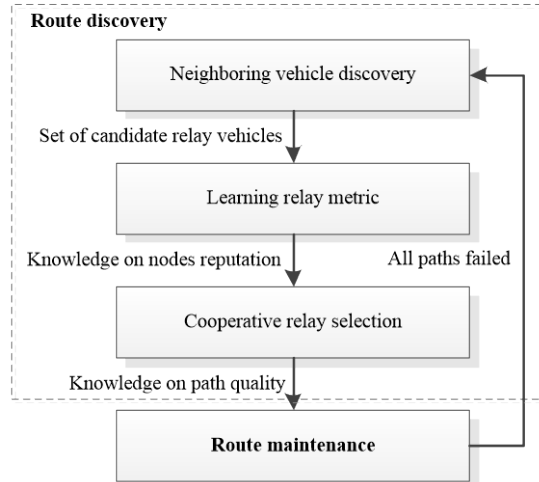 Route discovery
Neighboring vehicle discovery
Set of candidate relay vehicles
Learning relay metric
Knowledge on nodes reputation
All paths failed
Cooperative relay selection
Knowledge on path quality
Route maintenance